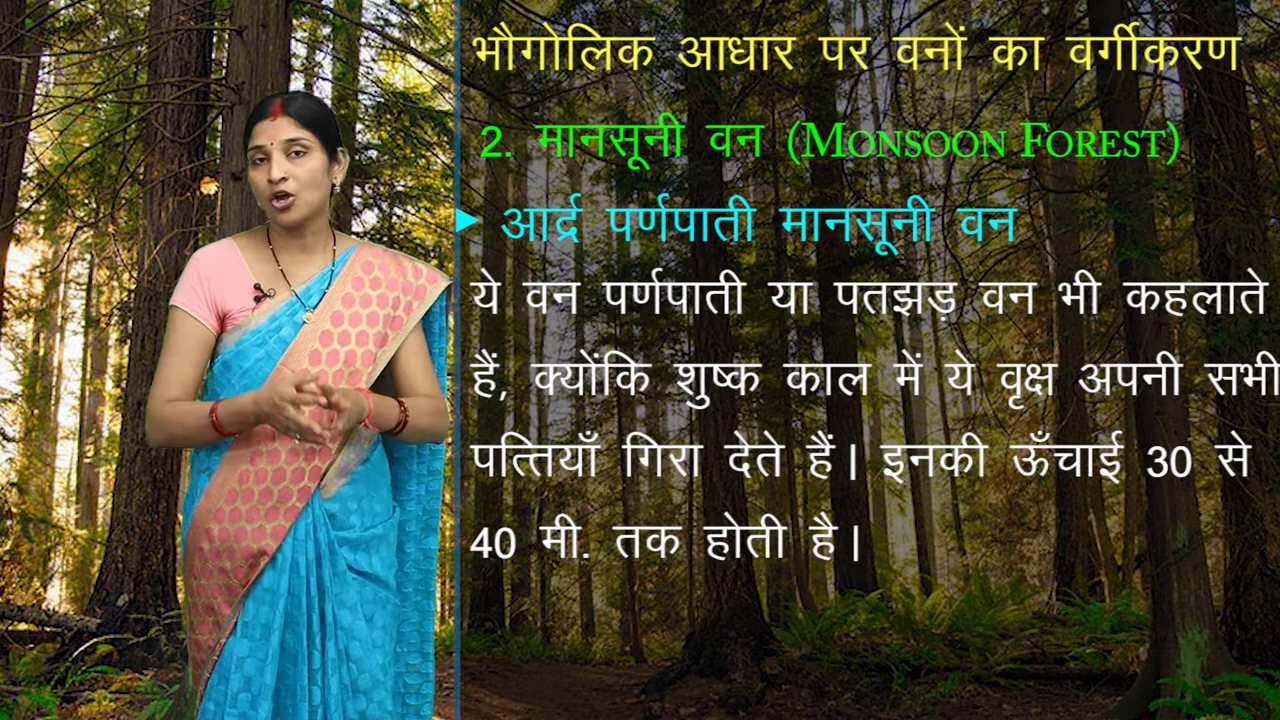 भौगोलिक आधार पर वनों का वर्गीकरण
2. मानसूनी वन (MONSOON FOREST)
► आर्द्र पर्णपाती मानसूनी वन
ये वन पर्णपाती या पतझड़ वन भी कहलाते
हैं, क्योंकि शुष्क काल में ये वृक्ष अपनी सभी
पत्तियाँ गिरा देते हैं। इनकी ऊँचाई 30 से
40 मी. तक होती है।